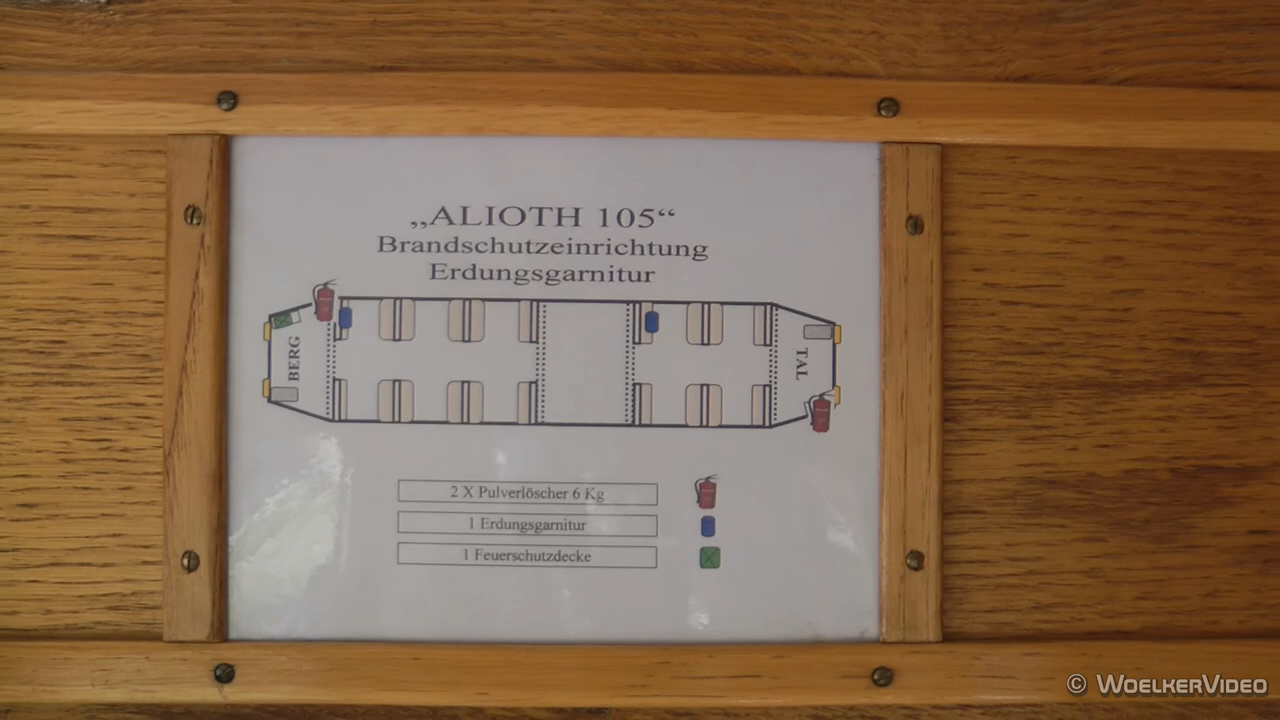 „ALIOTH 105“
Brandschutzeinrichtung
Erdungsgarnitur
BERG
TAL
2 X Pulverlöscher 6 Kg
1 Erdungsgarnitur
1 Feuerschutzdecke
© WoelkerVideo